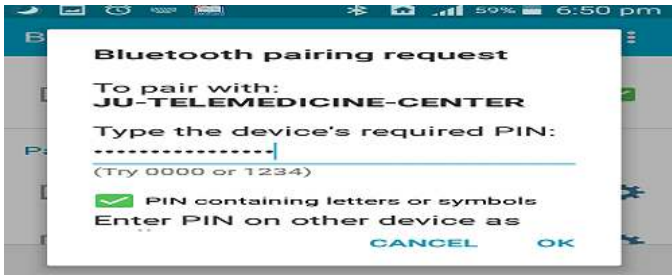 59% 6:50 pm
B
Bluetooth pairing request
To pair with:
JU-TELEMEDICINE-CENTER
Type the device's required PIN:
••••••••••••••••
(Try 0000 or 1234)
Pa
PIN containing letters or symbols
Enter PIN on other device as
CANCEL OK